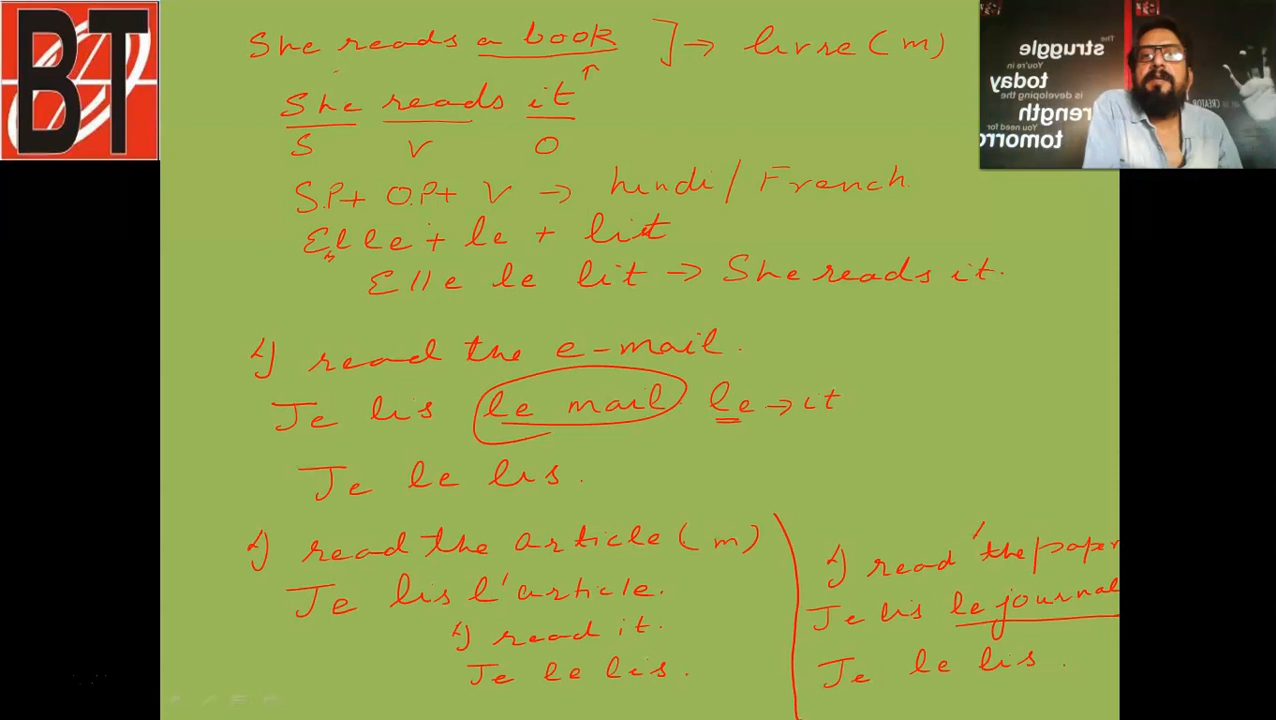 BT
She reads a book ] → livre (m)
She reads it ↑
S V O
S.P + O.P + V → hindi / French
Elle + le + lit
Elle le lit → She reads it.
I read the e-mail.
Je lis le mail. le → it
Je le lis.
I read the article (m)
Je lis l'article.
I read it.
Je le lis.
I read the paper
Je lis le journal
Je le lis.
The
struggle
You're in
today
is developing the
strength
You need for
tomorro